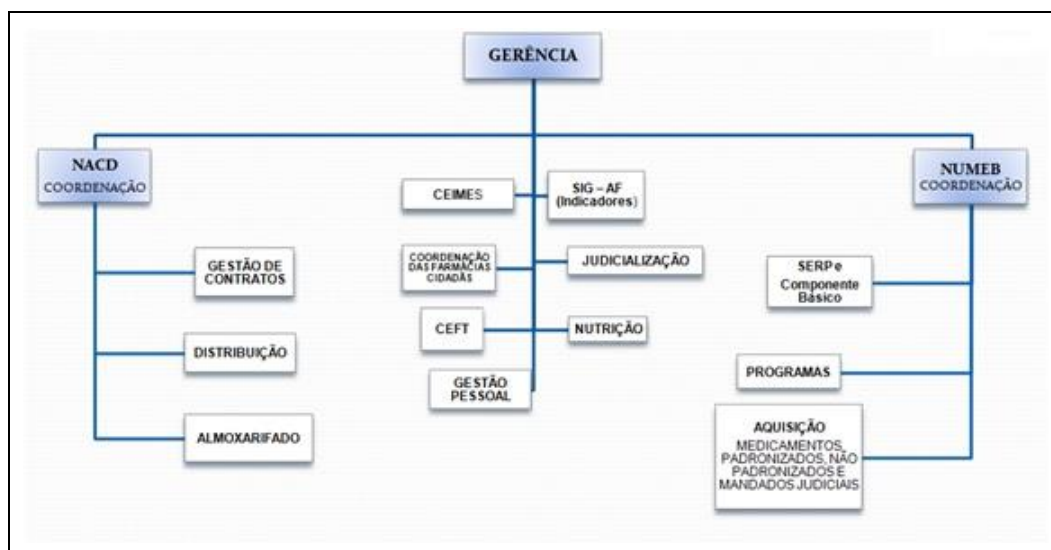 GERÊNCIA
NACD
COORDENAÇÃO
GESTÃO DE
CONTRATOS
DISTRIBUIÇÃO
ALMOXARIFADO
CEIMES
SIG – AF
(Indicadores)
COORDENAÇÃO
DAS FARMÁCIAS
CIDADÃS
JUDICIALIZAÇÃO
CEFT
NUTRIÇÃO
GESTÃO
PESSOAL
NUMEB
COORDENAÇÃO
SERP e
Componente
Básico
PROGRAMAS
AQUISIÇÃO
MEDICAMENTOS,
PADRONIZADOS, NÃO
PADRONIZADOS E
MANDADOS JUDICIAIS